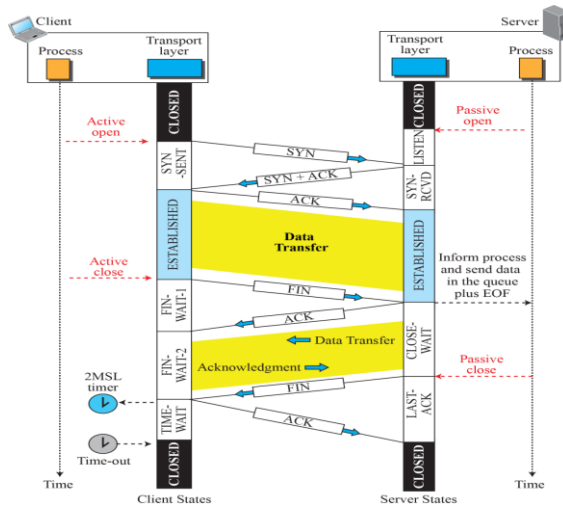 Client
Server
Process
Transport
layer
Transport
layer
Process
CLOSED
CLOSED
Active
open
Passive
open
SYN
-SENT
SYN
LISTEN
SYN + ACK
SYN-
RCVD
ACK
ESTABLISHED
Data
Transfer
ESTABLISHED
Active
close
Inform process
and send data
in the queue
plus EOF
FIN
FIN-
WAIT-1
ACK
CLOSE-
WAIT
Data Transfer
FIN-
WAIT-2
Acknowledgment
2MSL
timer
FIN
Passive
close
TIME-
WAIT
ACK
LAST-
ACK
Time-out
CLOSED
CLOSED
Time
Client States
Server States
Time